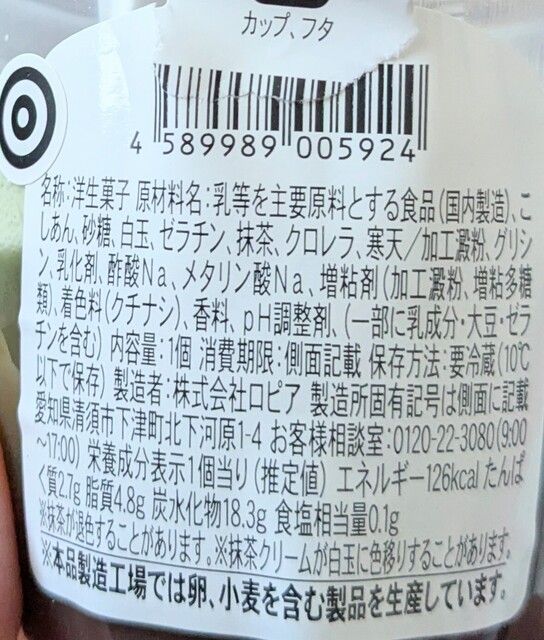 カップ、フタ
4 589989 005924
名称:洋生菓子 原材料名:乳等を主要原料とする食品(国内製造)、こ
しあん、砂糖、白玉、ゼラチン、抹茶、クロレラ、寒天/加工澱粉、グリシ
ン、乳化剤、酢酸Na、メタリン酸Na、増粘剤(加工澱粉、増粘多糖
類)、着色料(クチナシ)、香料、pH調整剤、(一部に乳成分・大豆・ゼラ
チンを含む) 内容量:1個 消費期限:側面記載 保存方法:要冷蔵(10℃
以下で保存) 製造者:株式会社ロピア 製造所固有記号は側面に記載
愛知県清須市下津町北下河原1-4 お客様相談室:0120-22-3080(9:00
～17:00) 栄養成分表示1個当り(推定値) エネルギー126kcal たんぱ
く質2.7g 脂質4.8g 炭水化物18.3g 食塩相当量0.1g
※抹茶が退色することがあります。※抹茶クリームが白玉に色移りすることがあります。
※本品製造工場では卵、小麦を含む製品を生産しています。